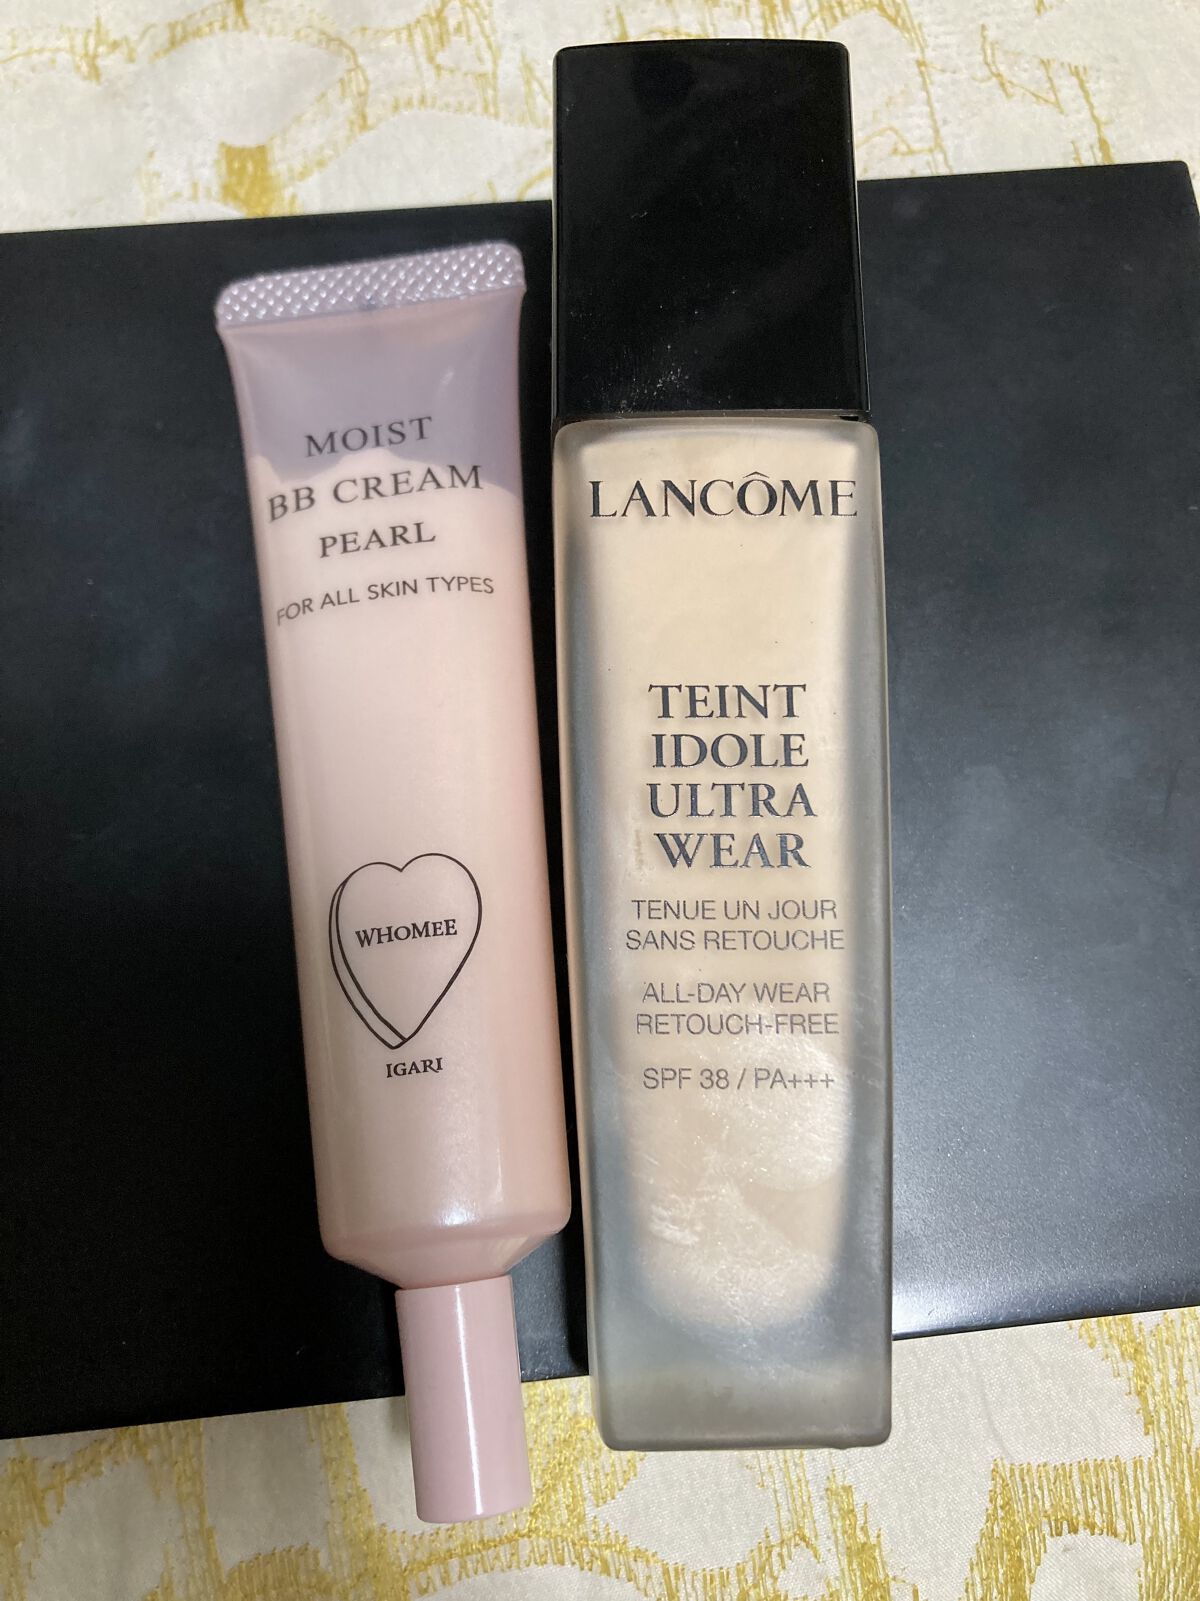 MOIST
BB CREAM
PEARL
FOR ALL SKIN TYPES
WHOMEE
IGARI
LANCÔME
TEINT
IDOLE
ULTRA
WEAR
TENUE UN JOUR
SANS RETOUCHE
ALL-DAY WEAR
RETOUCH-FREE
SPF 38 / PA+++